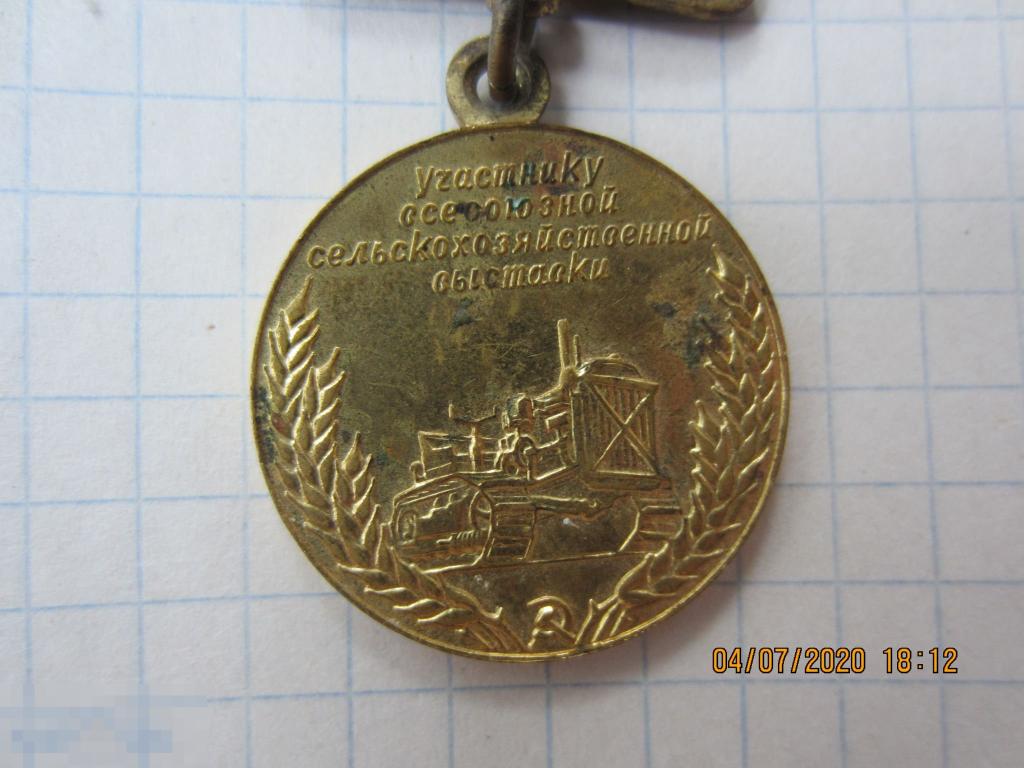 участнику
всесоюзной
сельскохозяйственной
выставки
04/07/2020 18:12